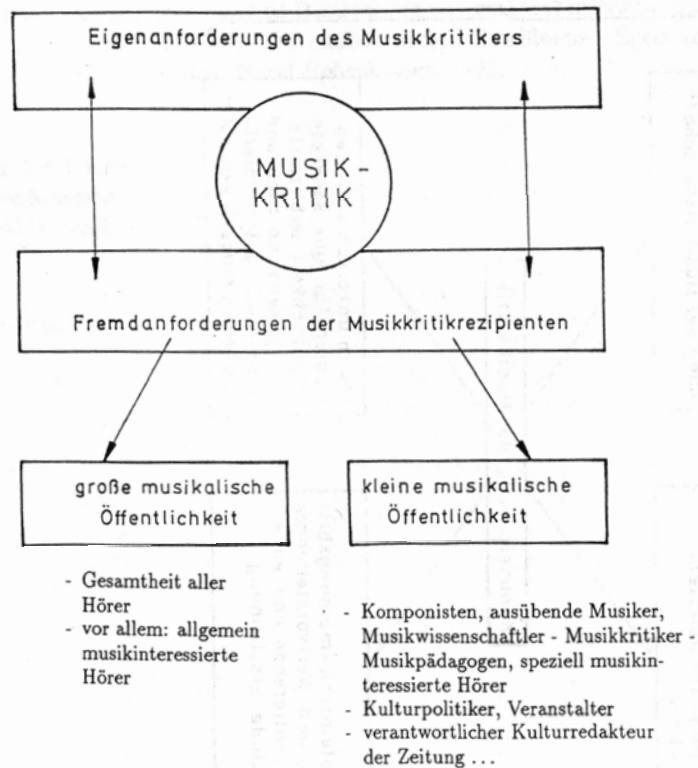 Eigenanforderungen des Musikkritikers
MUSIK-
KRITIK
Fremdanforderungen der Musikkritikrezipienten
große musikalische
Öffentlichkeit
kleine musikalische
Öffentlichkeit
- Gesamtheit aller
Hörer
- vor allem: allgemein
musikinteressierte
Hörer
- Komponisten, ausübende Musiker,
Musikwissenschaftler - Musikkritiker -
Musikpädagogen, speziell musikin-
teressierte Hörer
- Kulturpolitiker, Veranstalter
- verantwortlicher Kulturredakteur
der Zeitung ...